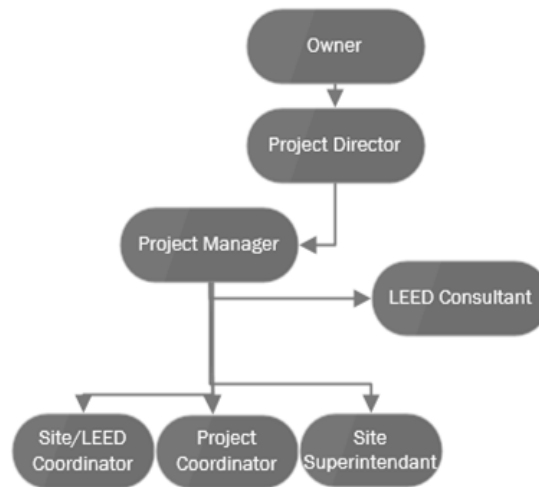 Owner
Project Director
Project Manager
LEED Consultant
Site/LEED
Coordinator
Project
Coordinator
Site
Superintendant